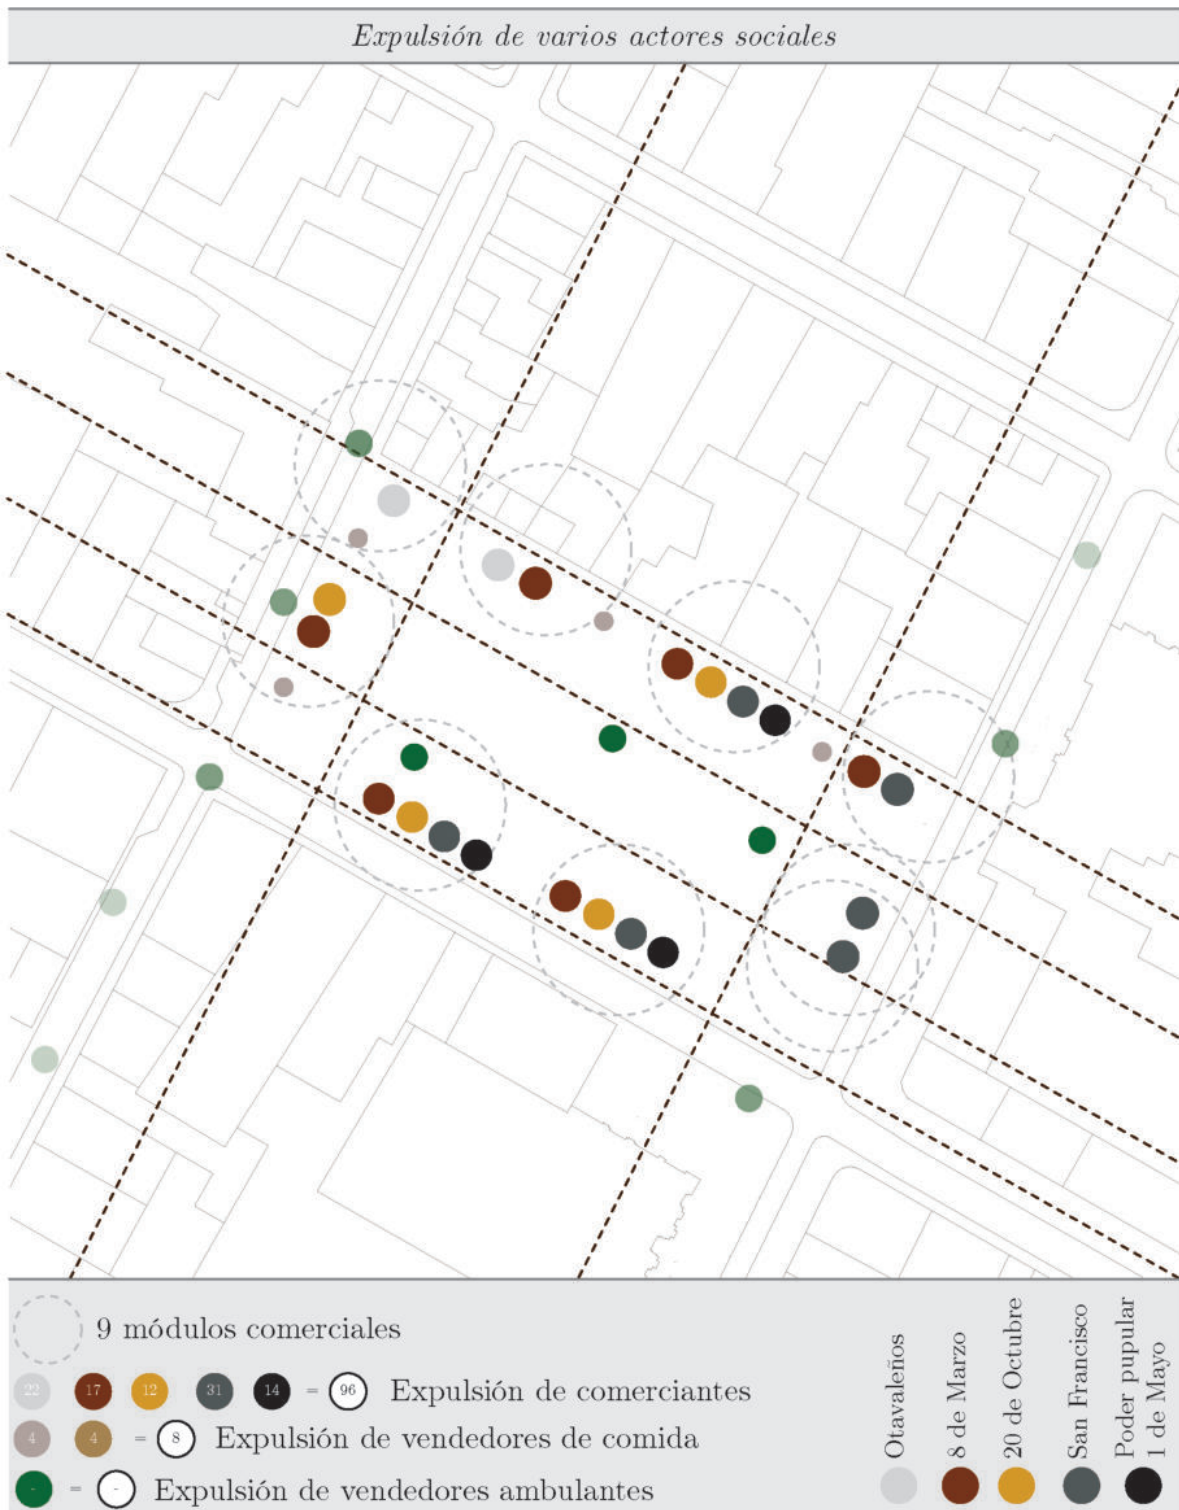 Expulsión de varios actores sociales
9 módulos comerciales
22 17 12 31 14 = 96 Expulsión de comerciantes
4 4 = 8 Expulsión de vendedores de comida
- = - Expulsión de vendedores ambulantes
Otavaleños
8 de Marzo
20 de Octubre
San Francisco
Poder pupular
1 de Mayo